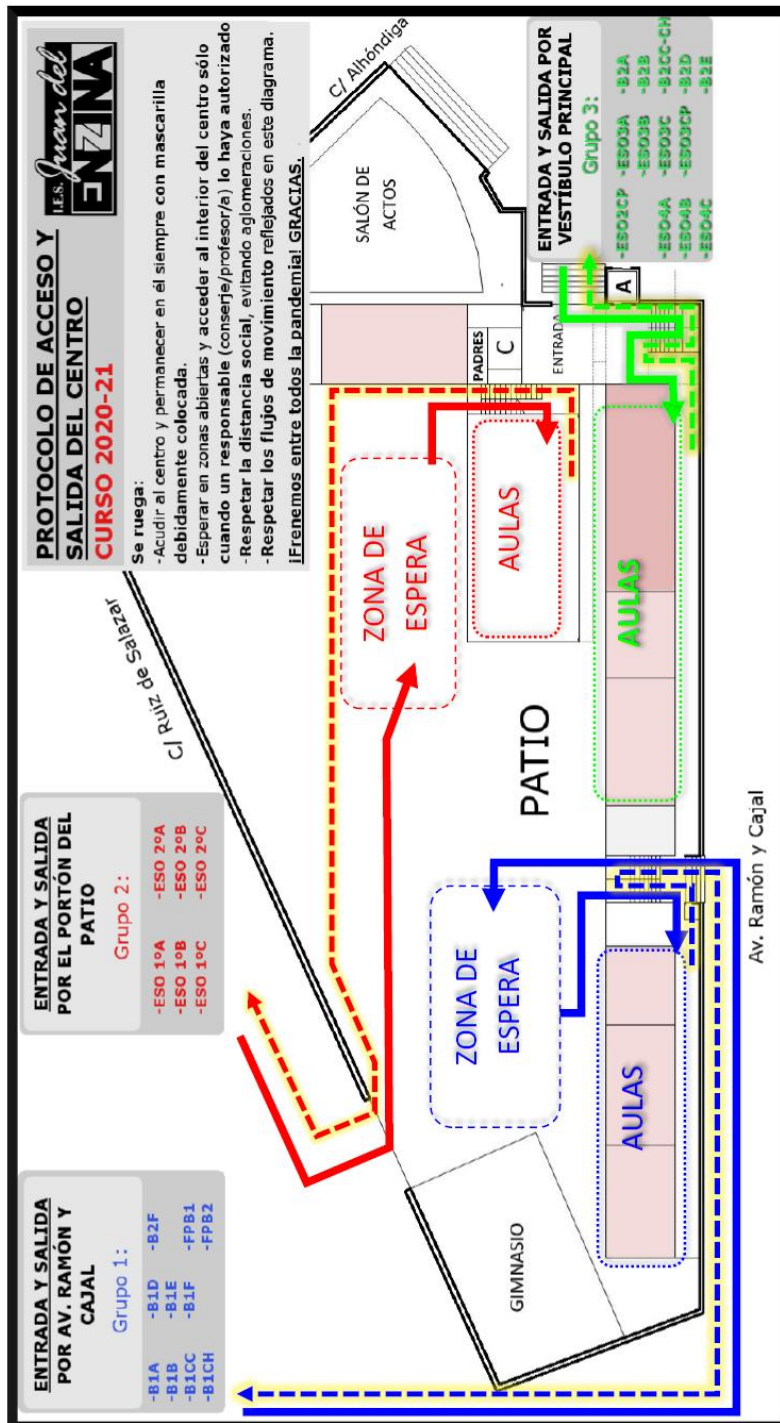 ENTRADA Y SALIDA
POR AV. RAMÓN Y
CAJAL
Grupo 1:
-B1A -B1D -B2F
-B1B -B1E
-B1CC -B1F -FPB1
-B1CH -FPB2
ENTRADA Y SALIDA
POR EL PORTÓN DEL
PATIO
Grupo 2:
-ESO 1ºA -ESO 2ºA
-ESO 1ºB -ESO 2ºB
-ESO 1ºC -ESO 2ºC
PROTOCOLO DE ACCESO Y
SALIDA DEL CENTRO
CURSO 2020-21
I.E.S. Juan del
ENZINA
Se ruega:
-Acudir al centro y permanecer en él siempre con mascarilla
debidamente colocada.
-Esperar en zonas abiertas y acceder al interior del centro sólo
cuando un responsable (conserje/profesor/a) lo haya autorizado
-Respetar la distancia social, evitando aglomeraciones.
-Respetar los flujos de movimiento reflejados en este diagrama.
¡Frenemos entre todos la pandemia! GRACIAS.
C/ Ruiz de Salazar
C/ Alhóndiga
SALÓN DE
ACTOS
ZONA DE
ESPERA
PADRES
C
AULAS
ENTRADA
A
PATIO
ZONA DE
ESPERA
GIMNASIO
AULAS
AULAS
Av. Ramón y Cajal
ENTRADA Y SALIDA POR
VESTÍBULO PRINCIPAL
Grupo 3:
-ESO2CP -ESO3A -B2A
-ESO3B -B2B
-ESO4A -ESO3C -B2CC-CH
-ESO4B -ESO3CP -B2D
-ESO4C -B2E